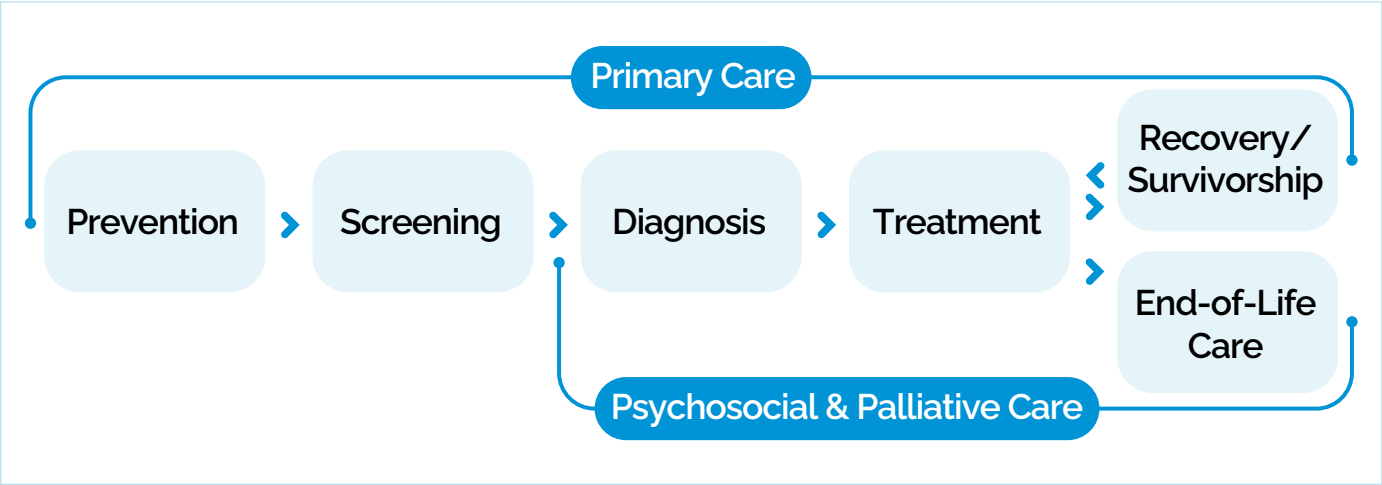 Primary Care
Prevention
Screening
Diagnosis
Treatment
Recovery/
Survivorship
End-of-Life
Care
Psychosocial & Palliative Care